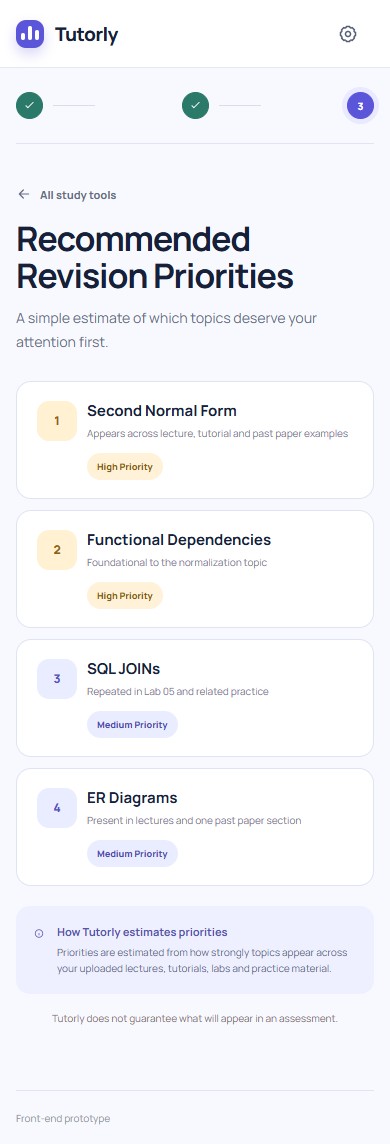 Tutorly
3
All study tools
Recommended
Revision Priorities
A simple estimate of which topics deserve your
attention first.
1
Second Normal Form
Appears across lecture, tutorial and past paper examples
High Priority
2
Functional Dependencies
Foundational to the normalization topic
High Priority
3
SQL JOINs
Repeated in Lab 05 and related practice
Medium Priority
4
ER Diagrams
Present in lectures and one past paper section
Medium Priority
How Tutorly estimates priorities
Priorities are estimated from how strongly topics appear across
your uploaded lectures, tutorials, labs and practice material.
Tutorly does not guarantee what will appear in an assessment.
Front-end prototype